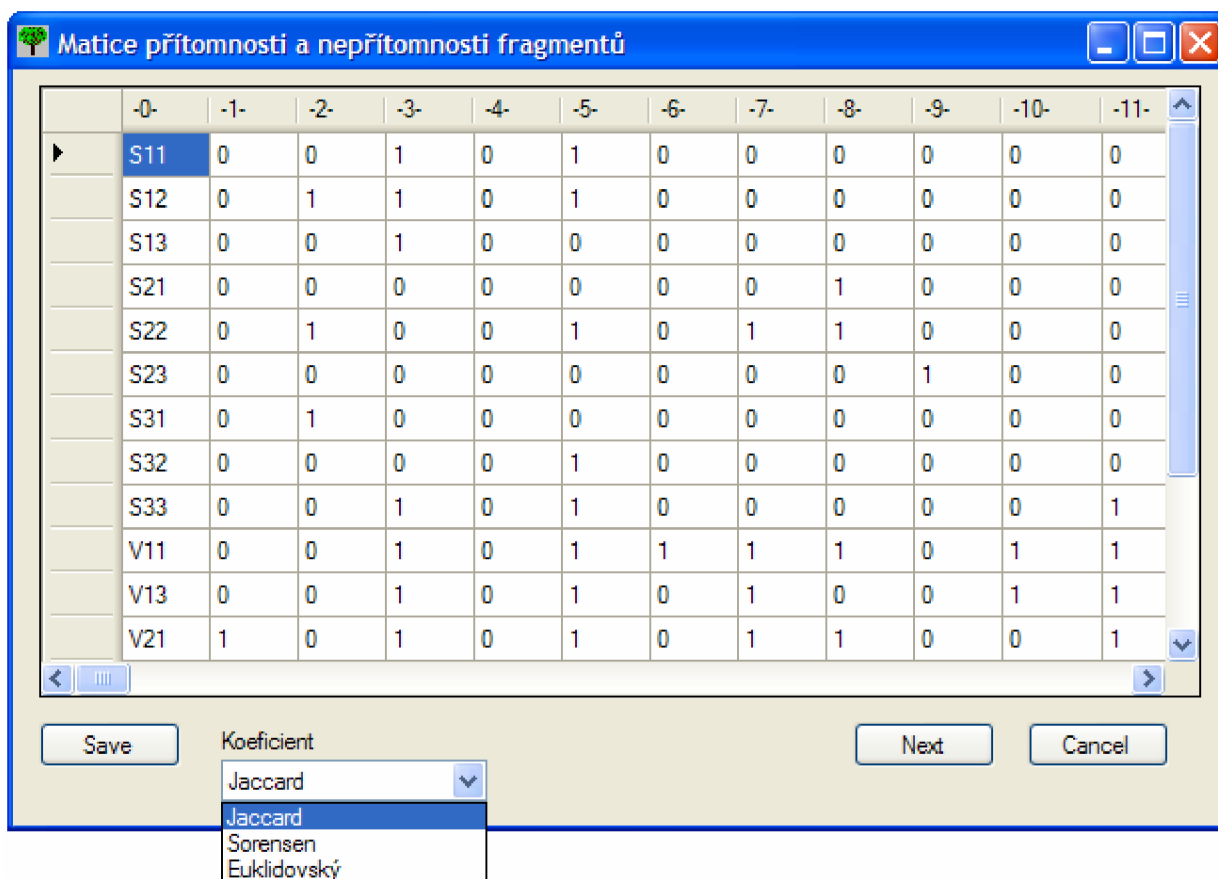 Matice přítomnosti a nepřítomnosti fragmentů
-0- -1- -2- -3- -4- -5- -6- -7- -8- -9- -10- -11-
S11 0 0 1 0 1 0 0 0 0 0 0
S12 0 1 1 0 1 0 0 0 0 0 0
S13 0 0 1 0 0 0 0 0 0 0 0
S21 0 0 0 0 0 0 0 1 0 0 0
S22 0 1 0 0 1 0 1 1 0 0 0
S23 0 0 0 0 0 0 0 0 1 0 0
S31 0 1 0 0 0 0 0 0 0 0 0
S32 0 0 0 0 1 0 0 0 0 0 0
S33 0 0 1 0 1 0 0 0 0 0 1
V11 0 0 1 0 1 1 1 1 0 1 1
V13 0 0 1 0 1 0 1 0 0 1 1
V21 1 0 1 0 1 0 1 1 0 0 1
Save Koeficient Next Cancel
Jaccard
Jaccard
Sorensen
Euklidovský